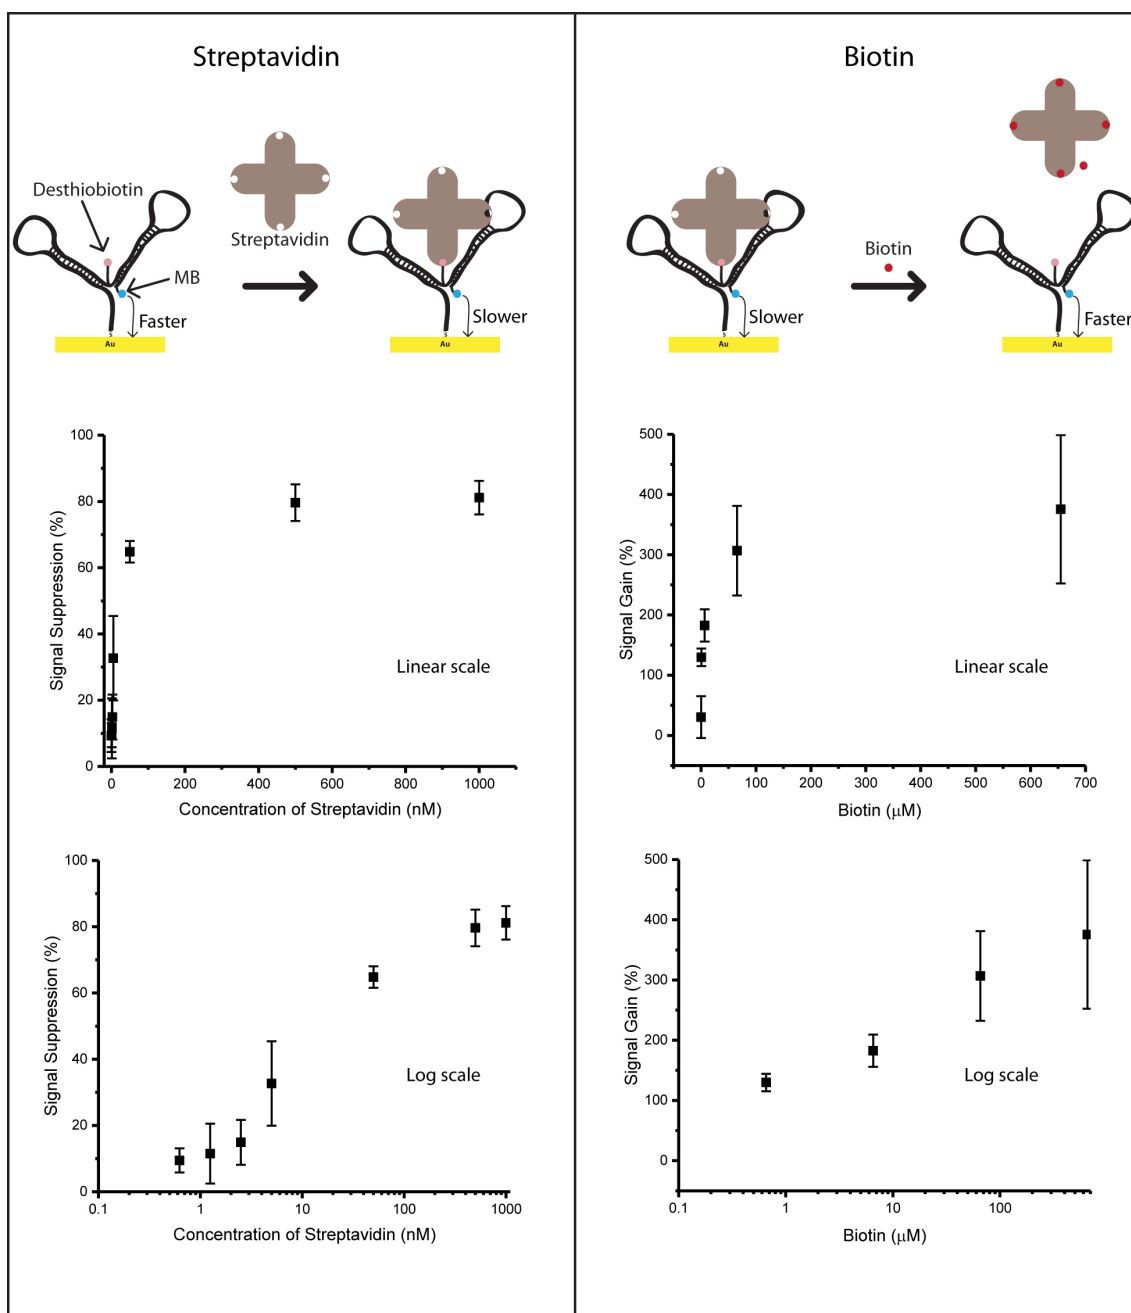 Streptavidin
Desthiobiotin
Streptavidin
MB
Faster
Slower
S
Au
S
Au
100
80
60
40
20
0
Signal Suppression (%)
Linear scale
0 200 400 600 800 1000
Concentration of Streptavidin (nM)
100
80
60
40
20
0
Signal Suppression (%)
Log scale
0.1 1 10 100 1000
Concentration of Streptavidin (nM)
Biotin
Biotin
Slower
Faster
S
Au
S
Au
500
400
300
200
100
0
Signal Gain (%)
Linear scale
0 100 200 300 400 500 600 700
Biotin (μM)
500
400
300
200
100
0
Signal Gain (%)
Log scale
0.1 1 10 100
Biotin (μM)